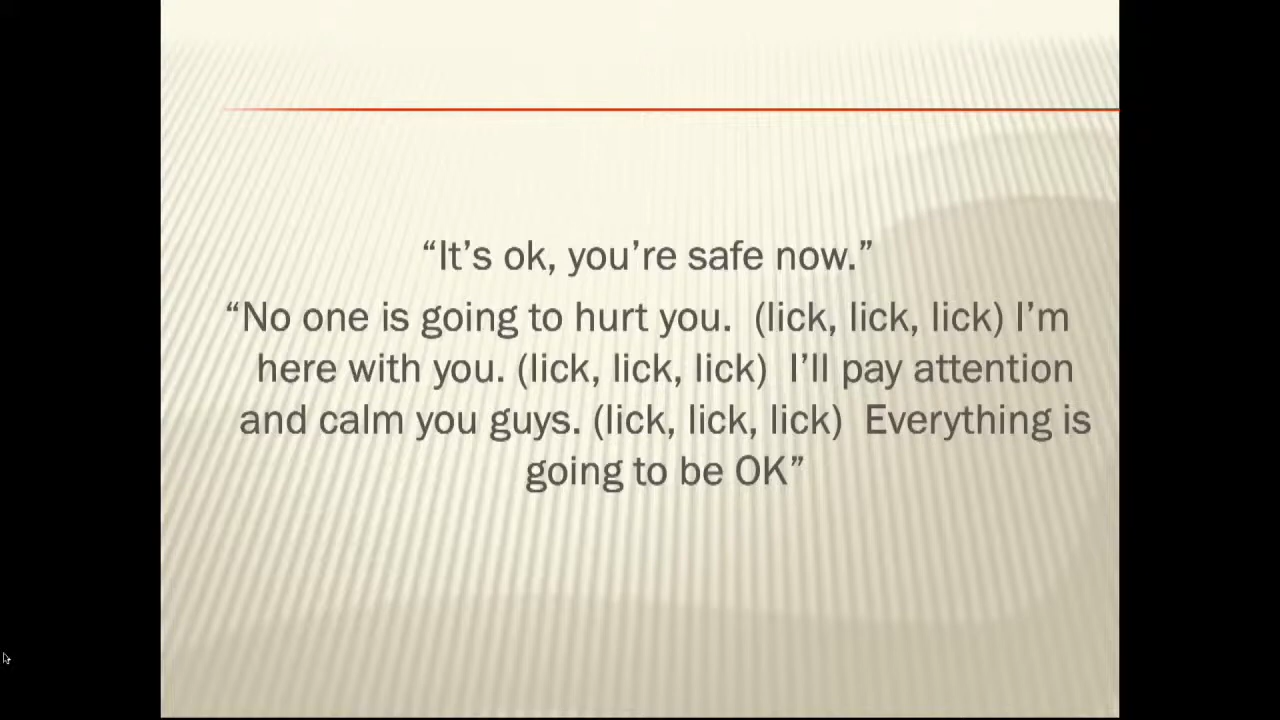 “It’s ok, you’re safe now.”
“No one is going to hurt you.  (lick, lick, lick) I’m
here with you. (lick, lick, lick)  I’ll pay attention
and calm you guys. (lick, lick, lick)  Everything is
going to be OK”